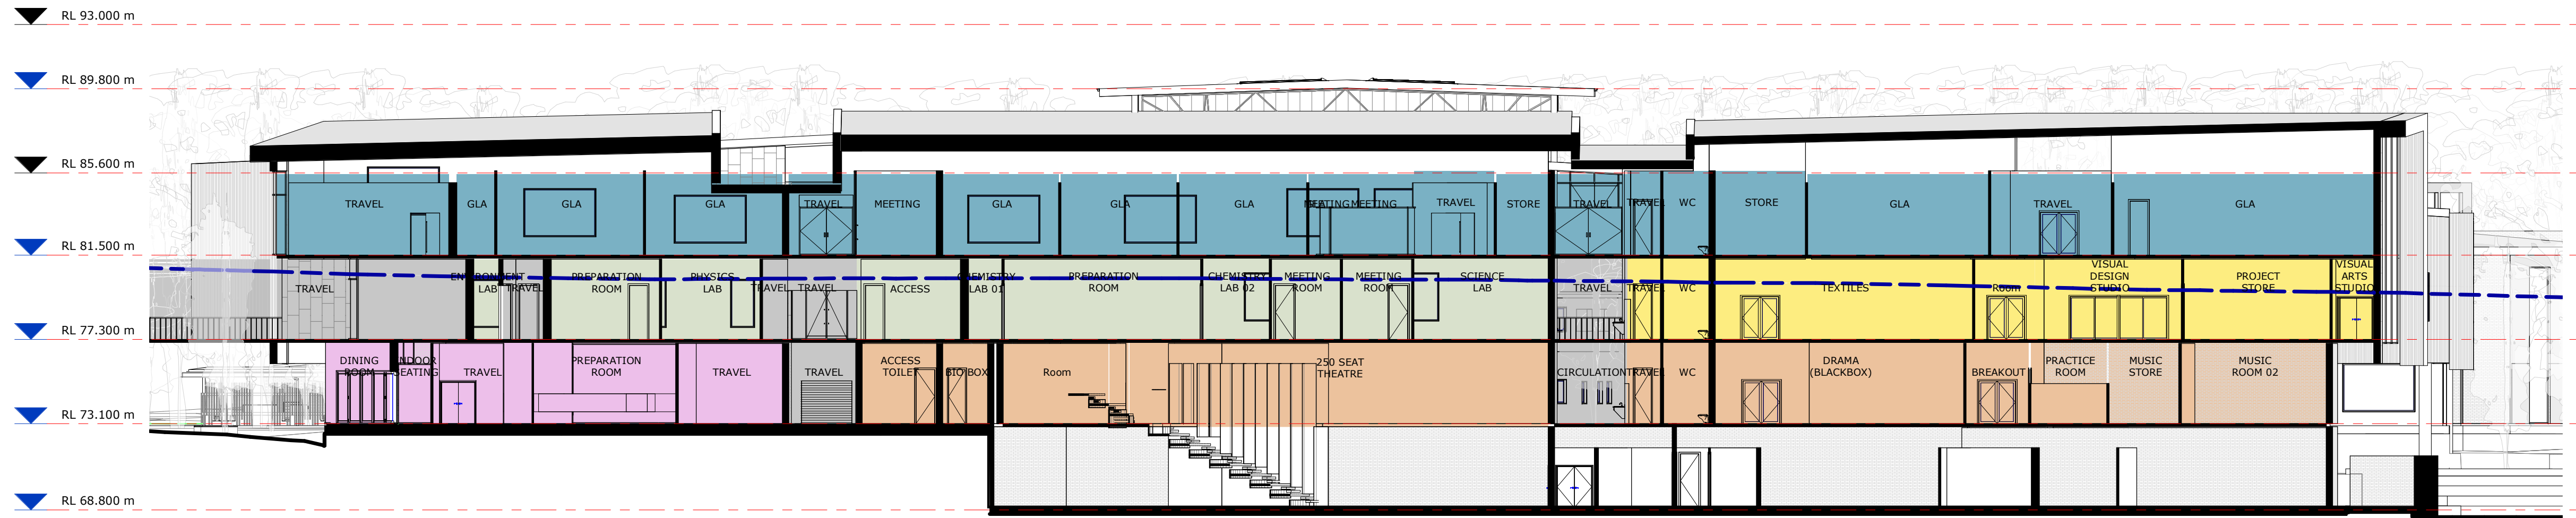 RL 93.000 m
RL 89.800 m
RL 85.600 m
TRAVEL GLA GLA GLA TRAVEL MEETING GLA GLA GLA MEETING MEETING TRAVEL STORE TRAVEL TRAVEL WC STORE GLA TRAVEL GLA
RL 81.500 m
TRAVEL
ENVIRONMENT
LAB
TRAVEL
PREPARATION
ROOM
PHYSICS
LAB
TRAVEL
TRAVEL
ACCESS
CHEMISTRY
LAB 01
PREPARATION
ROOM
CHEMISTRY
LAB 02
MEETING
ROOM
MEETING
ROOM
SCIENCE
LAB
TRAVEL
TRAVEL
WC
TEXTILES
Room
VISUAL
DESIGN
STUDIO
PROJECT
STORE
VISUAL
ARTS
STUDIO
RL 77.300 m
DINING
ROOM
INDOOR
SEATING
TRAVEL
PREPARATION
ROOM
TRAVEL
TRAVEL
ACCESS
TOILET
BIO BOX
Room
250 SEAT
THEATRE
CIRCULATION
TRAVEL
WC
DRAMA
(BLACKBOX)
BREAKOUT
PRACTICE
ROOM
MUSIC
STORE
MUSIC
ROOM 02
RL 73.100 m
RL 68.800 m